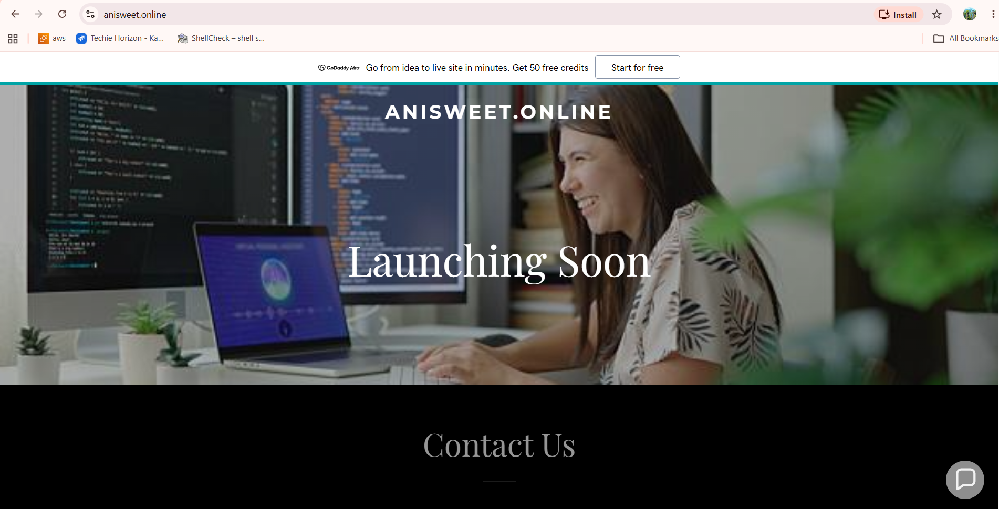 anisweet.online
Install
aws
Techie Horizon - Ka...
ShellCheck – shell s...
All Bookmarks
GoDaddy Airo
Go from idea to live site in minutes. Get 50 free credits
Start for free
ANISWEET.ONLINE
Launching Soon
Contact Us